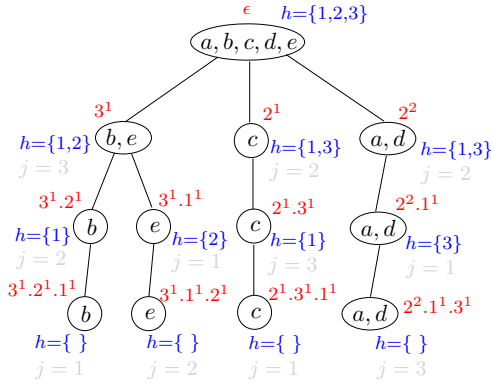 ϵ
h={1,2,3}
a, b, c, d, e
3¹ 2¹ 2²
b, e c a, d
h={1,2} h={1,3} h={1,3}
j = 3 j = 2 j = 2
3¹.2¹ 3¹.1¹ 2¹.3¹ 2².1¹
b e c a, d
h={1} h={2} h={1} h={3}
j = 2 j = 1 j = 3 j = 1
3¹.2¹.1¹ 3¹.1¹.2¹ 2¹.3¹.1¹ 2².1¹.3¹
b e c a, d
h={ } h={ } h={ } h={ }
j = 1 j = 2 j = 1 j = 3